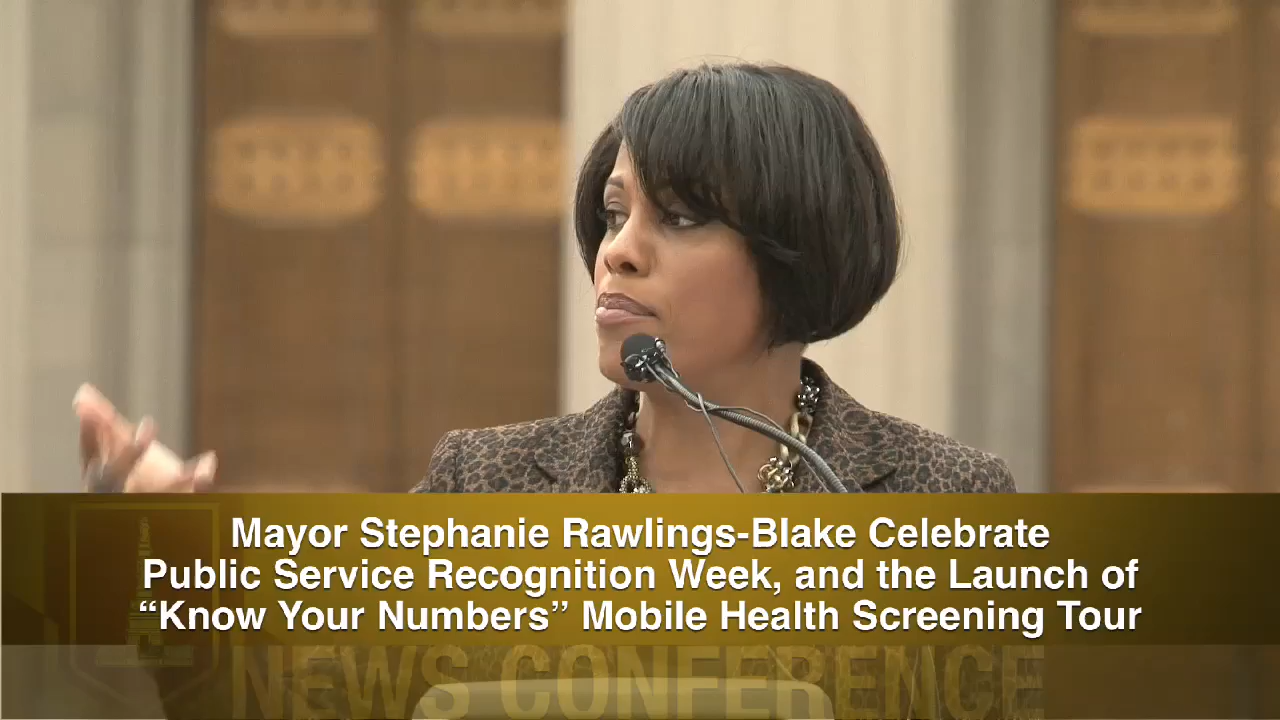 Mayor Stephanie Rawlings-Blake Celebrate
Public Service Recognition Week, and the Launch of
“Know Your Numbers” Mobile Health Screening Tour
NEWS CONFERENCE